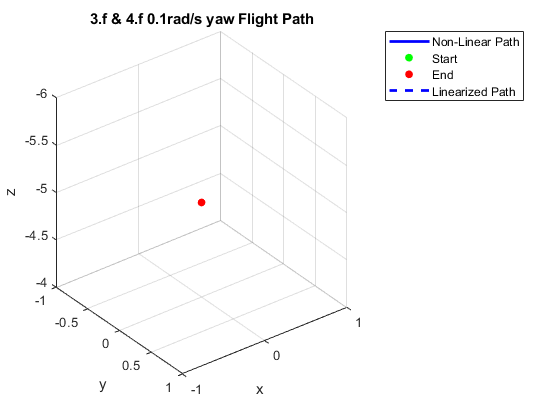 3.f & 4.f 0.1rad/s yaw Flight Path
Non-Linear Path
Start
End
Linearized Path
-6
-5.5
-5
-4.5
-4
z
-1
-0.5
0
0.5
1
y
-1
0
1
x